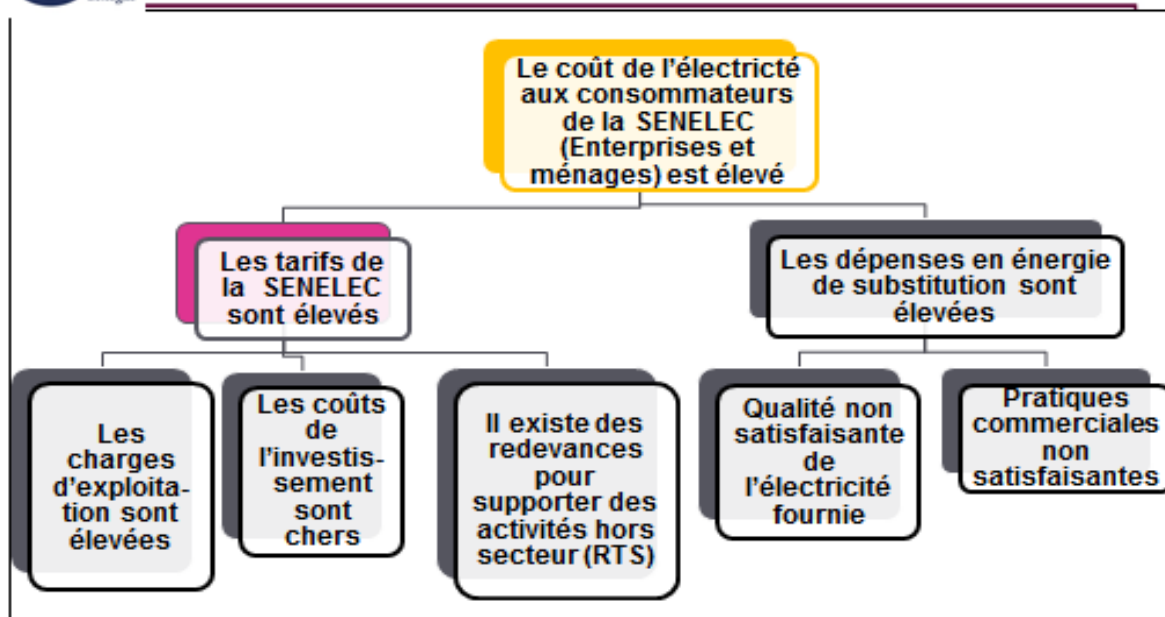 Le coût de l'électricté
aux consommateurs
de la SENELEC
(Enterprises et
ménages) est élevé
Les tarifs de
la SENELEC
sont élevés
Les dépenses en énergie
de substitution sont
élevées
Les
charges
d'exploita-
tion sont
élevées
Les coûts
de
l'investis-
sement
sont
chers
Il existe des
redevances
pour
supporter des
activités hors
secteur (RTS)
Qualité non
satisfaisante
de
l'électricité
fournie
Pratiques
commerciales
non
satisfaisantes